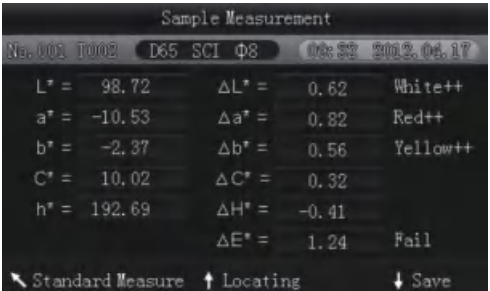 Sample Measurement
No.001 T002 D65 SCI Φ8 2012.04.17
L* = 98.72 ΔL* = 0.62 White++
a* = -10.53 Δa* = 0.82 Red++
b* = -2.37 Δb* = 0.56 Yellow++
C* = 10.02 ΔC* = 0.32
h* = 192.69 ΔH* = -0.41
ΔE* = 1.24 Fail
↖ Standard Measure ↑ Locating ↓ Save